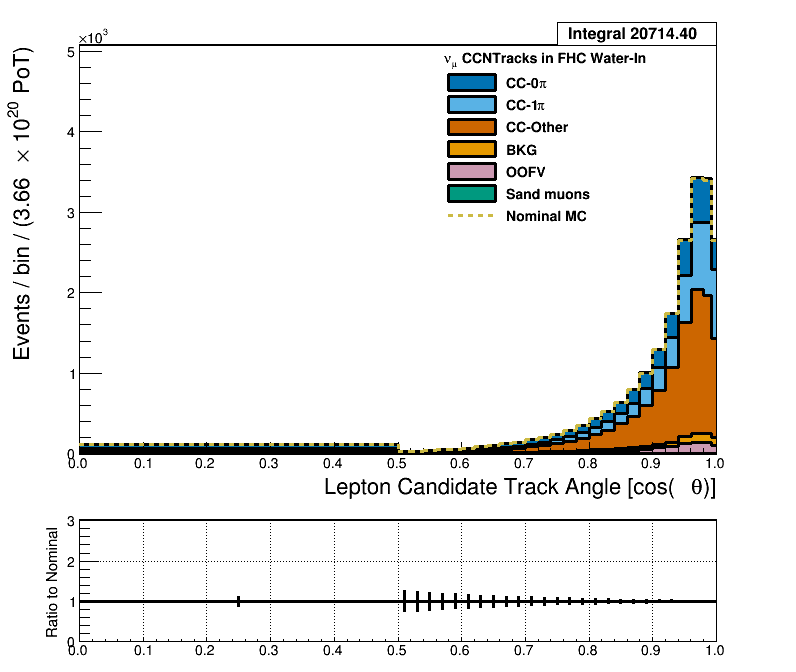 Integral 20714.40
×10³
ν_μ CCNTracks in FHC Water-In
CC-0π
CC-1π
CC-Other
BKG
OOFV
Sand muons
Nominal MC
Events / bin / (3.66 × 10²⁰ PoT)
5
4
3
2
1
0
0.0 0.1 0.2 0.3 0.4 0.5 0.6 0.7 0.8 0.9 1.0
Lepton Candidate Track Angle [cos( θ)]
Ratio to Nominal
3
2
1
0
0.0 0.1 0.2 0.3 0.4 0.5 0.6 0.7 0.8 0.9 1.0